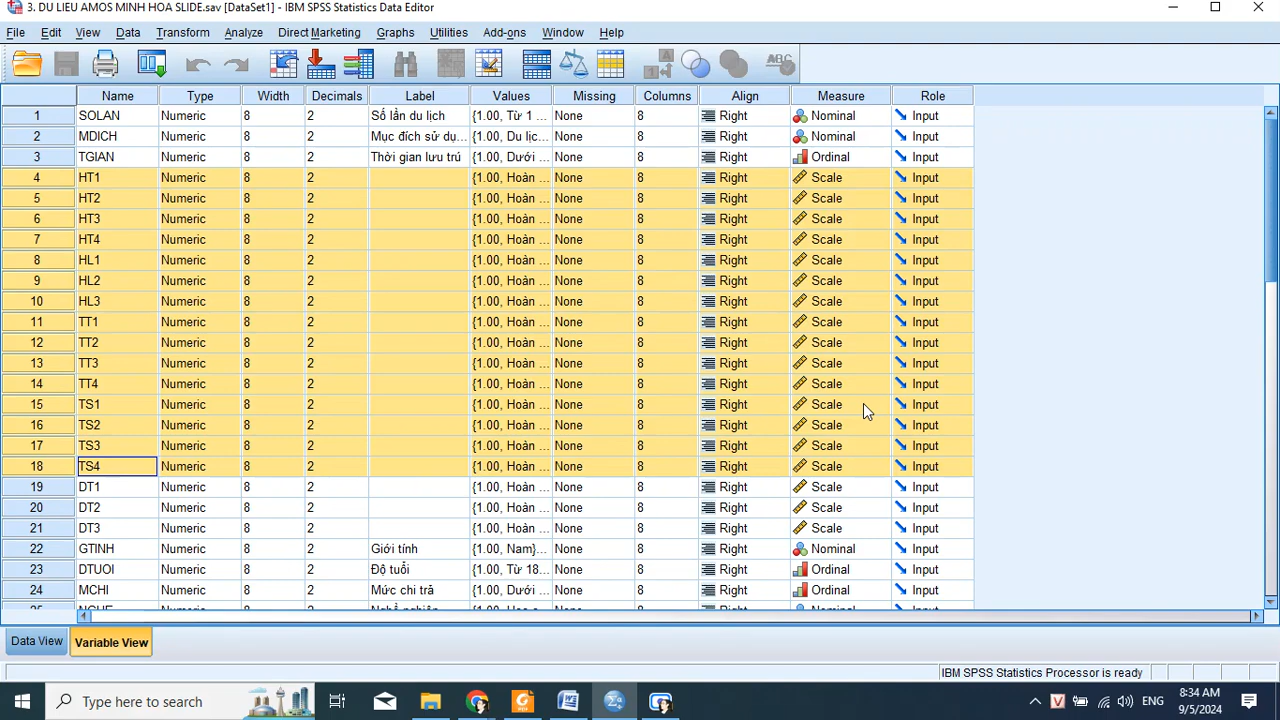 3. DU LIEU AMOS MINH HOA SLIDE.sav [DataSet1] - IBM SPSS Statistics Data Editor
File Edit View Data Transform Analyze Direct Marketing Graphs Utilities Add-ons Window Help
Name Type Width Decimals Label Values Missing Columns Align Measure Role
1 SOLAN Numeric 8 2 Số lần du lịch {1.00, Từ 1 ... None 8 Right Nominal Input
2 MDICH Numeric 8 2 Mục đích sử dụ... {1.00, Du lịc... None 8 Right Nominal Input
3 TGIAN Numeric 8 2 Thời gian lưu trú {1.00, Dưới ... None 8 Right Ordinal Input
4 HT1 Numeric 8 2 {1.00, Hoàn ... None 8 Right Scale Input
5 HT2 Numeric 8 2 {1.00, Hoàn ... None 8 Right Scale Input
6 HT3 Numeric 8 2 {1.00, Hoàn ... None 8 Right Scale Input
7 HT4 Numeric 8 2 {1.00, Hoàn ... None 8 Right Scale Input
8 HL1 Numeric 8 2 {1.00, Hoàn ... None 8 Right Scale Input
9 HL2 Numeric 8 2 {1.00, Hoàn ... None 8 Right Scale Input
10 HL3 Numeric 8 2 {1.00, Hoàn ... None 8 Right Scale Input
11 TT1 Numeric 8 2 {1.00, Hoàn ... None 8 Right Scale Input
12 TT2 Numeric 8 2 {1.00, Hoàn ... None 8 Right Scale Input
13 TT3 Numeric 8 2 {1.00, Hoàn ... None 8 Right Scale Input
14 TT4 Numeric 8 2 {1.00, Hoàn ... None 8 Right Scale Input
15 TS1 Numeric 8 2 {1.00, Hoàn ... None 8 Right Scale Input
16 TS2 Numeric 8 2 {1.00, Hoàn ... None 8 Right Scale Input
17 TS3 Numeric 8 2 {1.00, Hoàn ... None 8 Right Scale Input
18 TS4 Numeric 8 2 {1.00, Hoàn ... None 8 Right Scale Input
19 DT1 Numeric 8 2 {1.00, Hoàn ... None 8 Right Scale Input
20 DT2 Numeric 8 2 {1.00, Hoàn ... None 8 Right Scale Input
21 DT3 Numeric 8 2 {1.00, Hoàn ... None 8 Right Scale Input
22 GTINH Numeric 8 2 Giới tính {1.00, Nam}... None 8 Right Nominal Input
23 DTUOI Numeric 8 2 Độ tuổi {1.00, Từ 18... None 8 Right Ordinal Input
24 MCHI Numeric 8 2 Mức chi trả {1.00, Dưới ... None 8 Right Ordinal Input
Data View Variable View
IBM SPSS Statistics Processor is ready
Type here to search
ENG
8:34 AM
9/5/2024